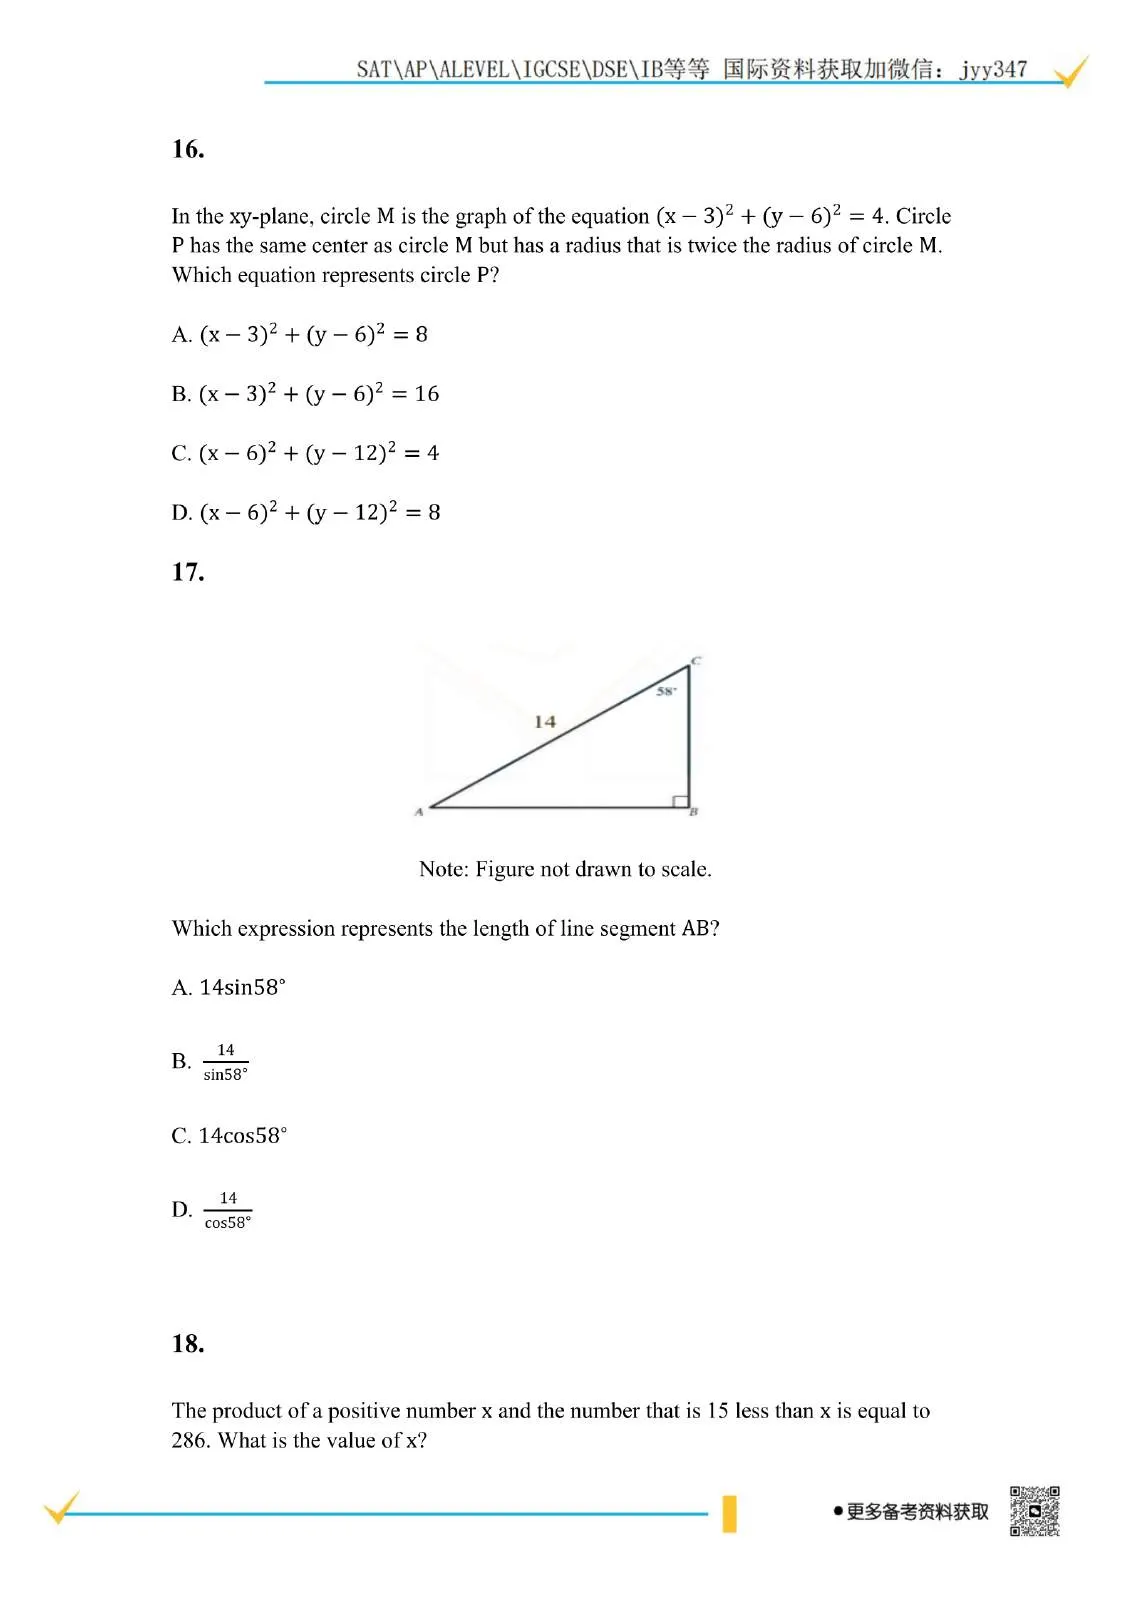 SAT\AP\ALEVEL\IGCSE\DSE\IB等等 国际资料获取加微信：jyy347
16.
In the xy-plane, circle M is the graph of the equation (x − 3)² + (y − 6)² = 4. Circle
P has the same center as circle M but has a radius that is twice the radius of circle M.
Which equation represents circle P?
A. (x − 3)² + (y − 6)² = 8
B. (x − 3)² + (y − 6)² = 16
C. (x − 6)² + (y − 12)² = 4
D. (x − 6)² + (y − 12)² = 8
17.
C
58°
14
A
B
Note: Figure not drawn to scale.
Which expression represents the length of line segment AB?
A. 14sin58°
B. 14/sin58°
C. 14cos58°
D. 14/cos58°
18.
The product of a positive number x and the number that is 15 less than x is equal to
286. What is the value of x?
●更多备考资料获取